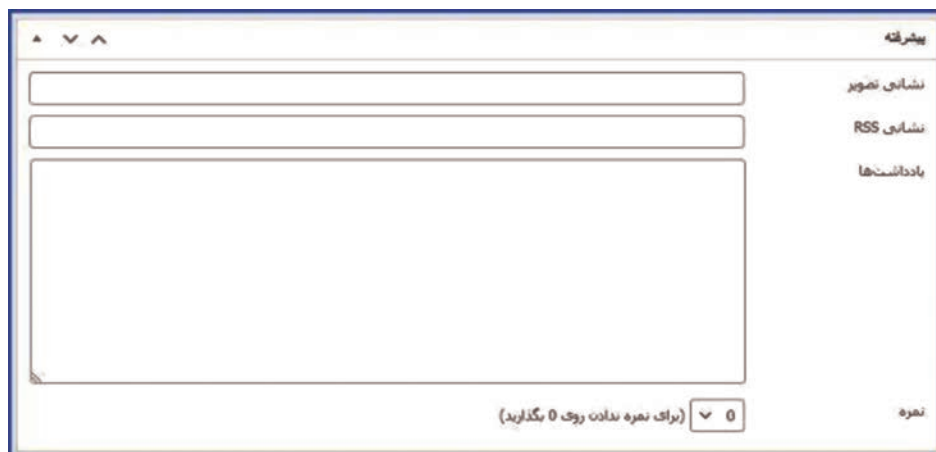 پیشرفته
نشانی تصویر
نشانی RSS
یادداشت‌ها
نمره
0 (برای نمره ندادن روی 0 بگذارید)